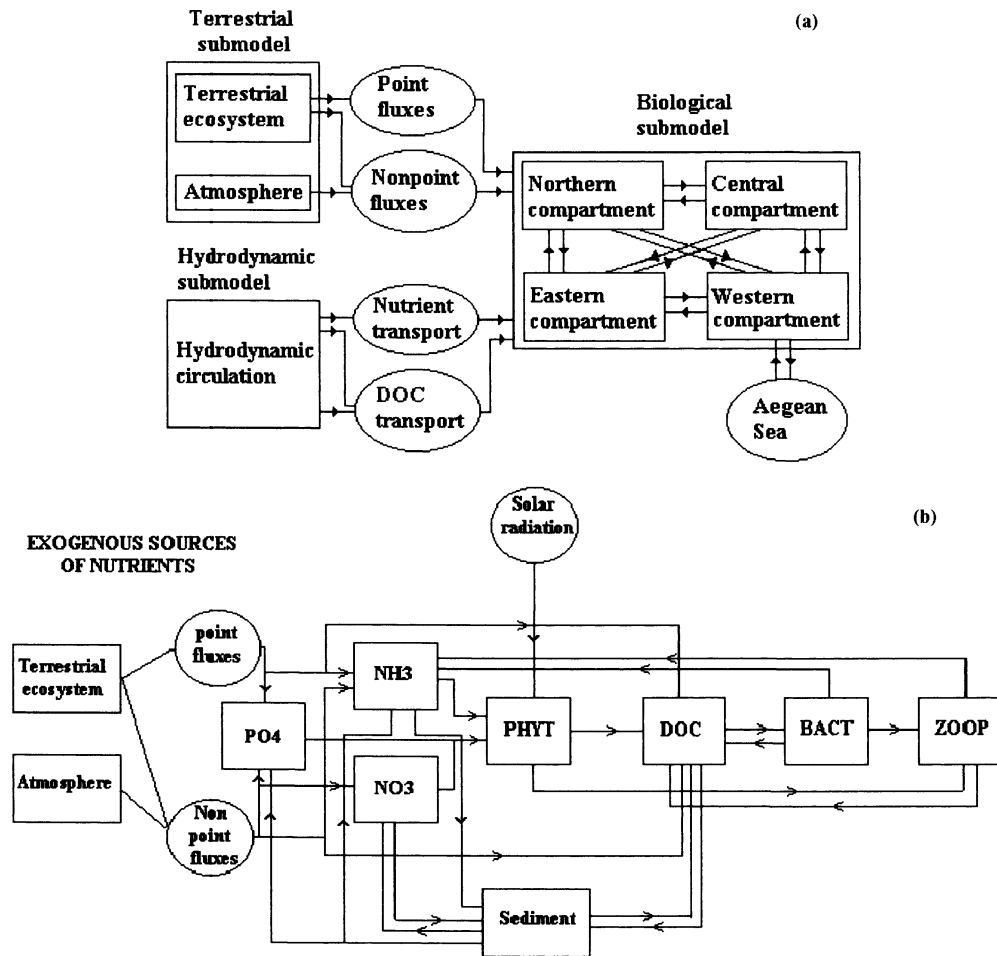 (a)
Terrestrial
submodel
Terrestrial
ecosystem
Atmosphere
Point
fluxes
Nonpoint
fluxes
Biological
submodel
Northern
compartment
Central
compartment
Eastern
compartment
Western
compartment
Hydrodynamic
submodel
Hydrodynamic
circulation
Nutrient
transport
DOC
transport
Aegean
Sea
(b)
Solar
radiation
EXOGENOUS SOURCES
OF NUTRIENTS
Terrestrial
ecosystem
Atmosphere
point
fluxes
Non
point
fluxes
PO4
NH3
NO3
PHYT
DOC
BACT
ZOOP
Sediment